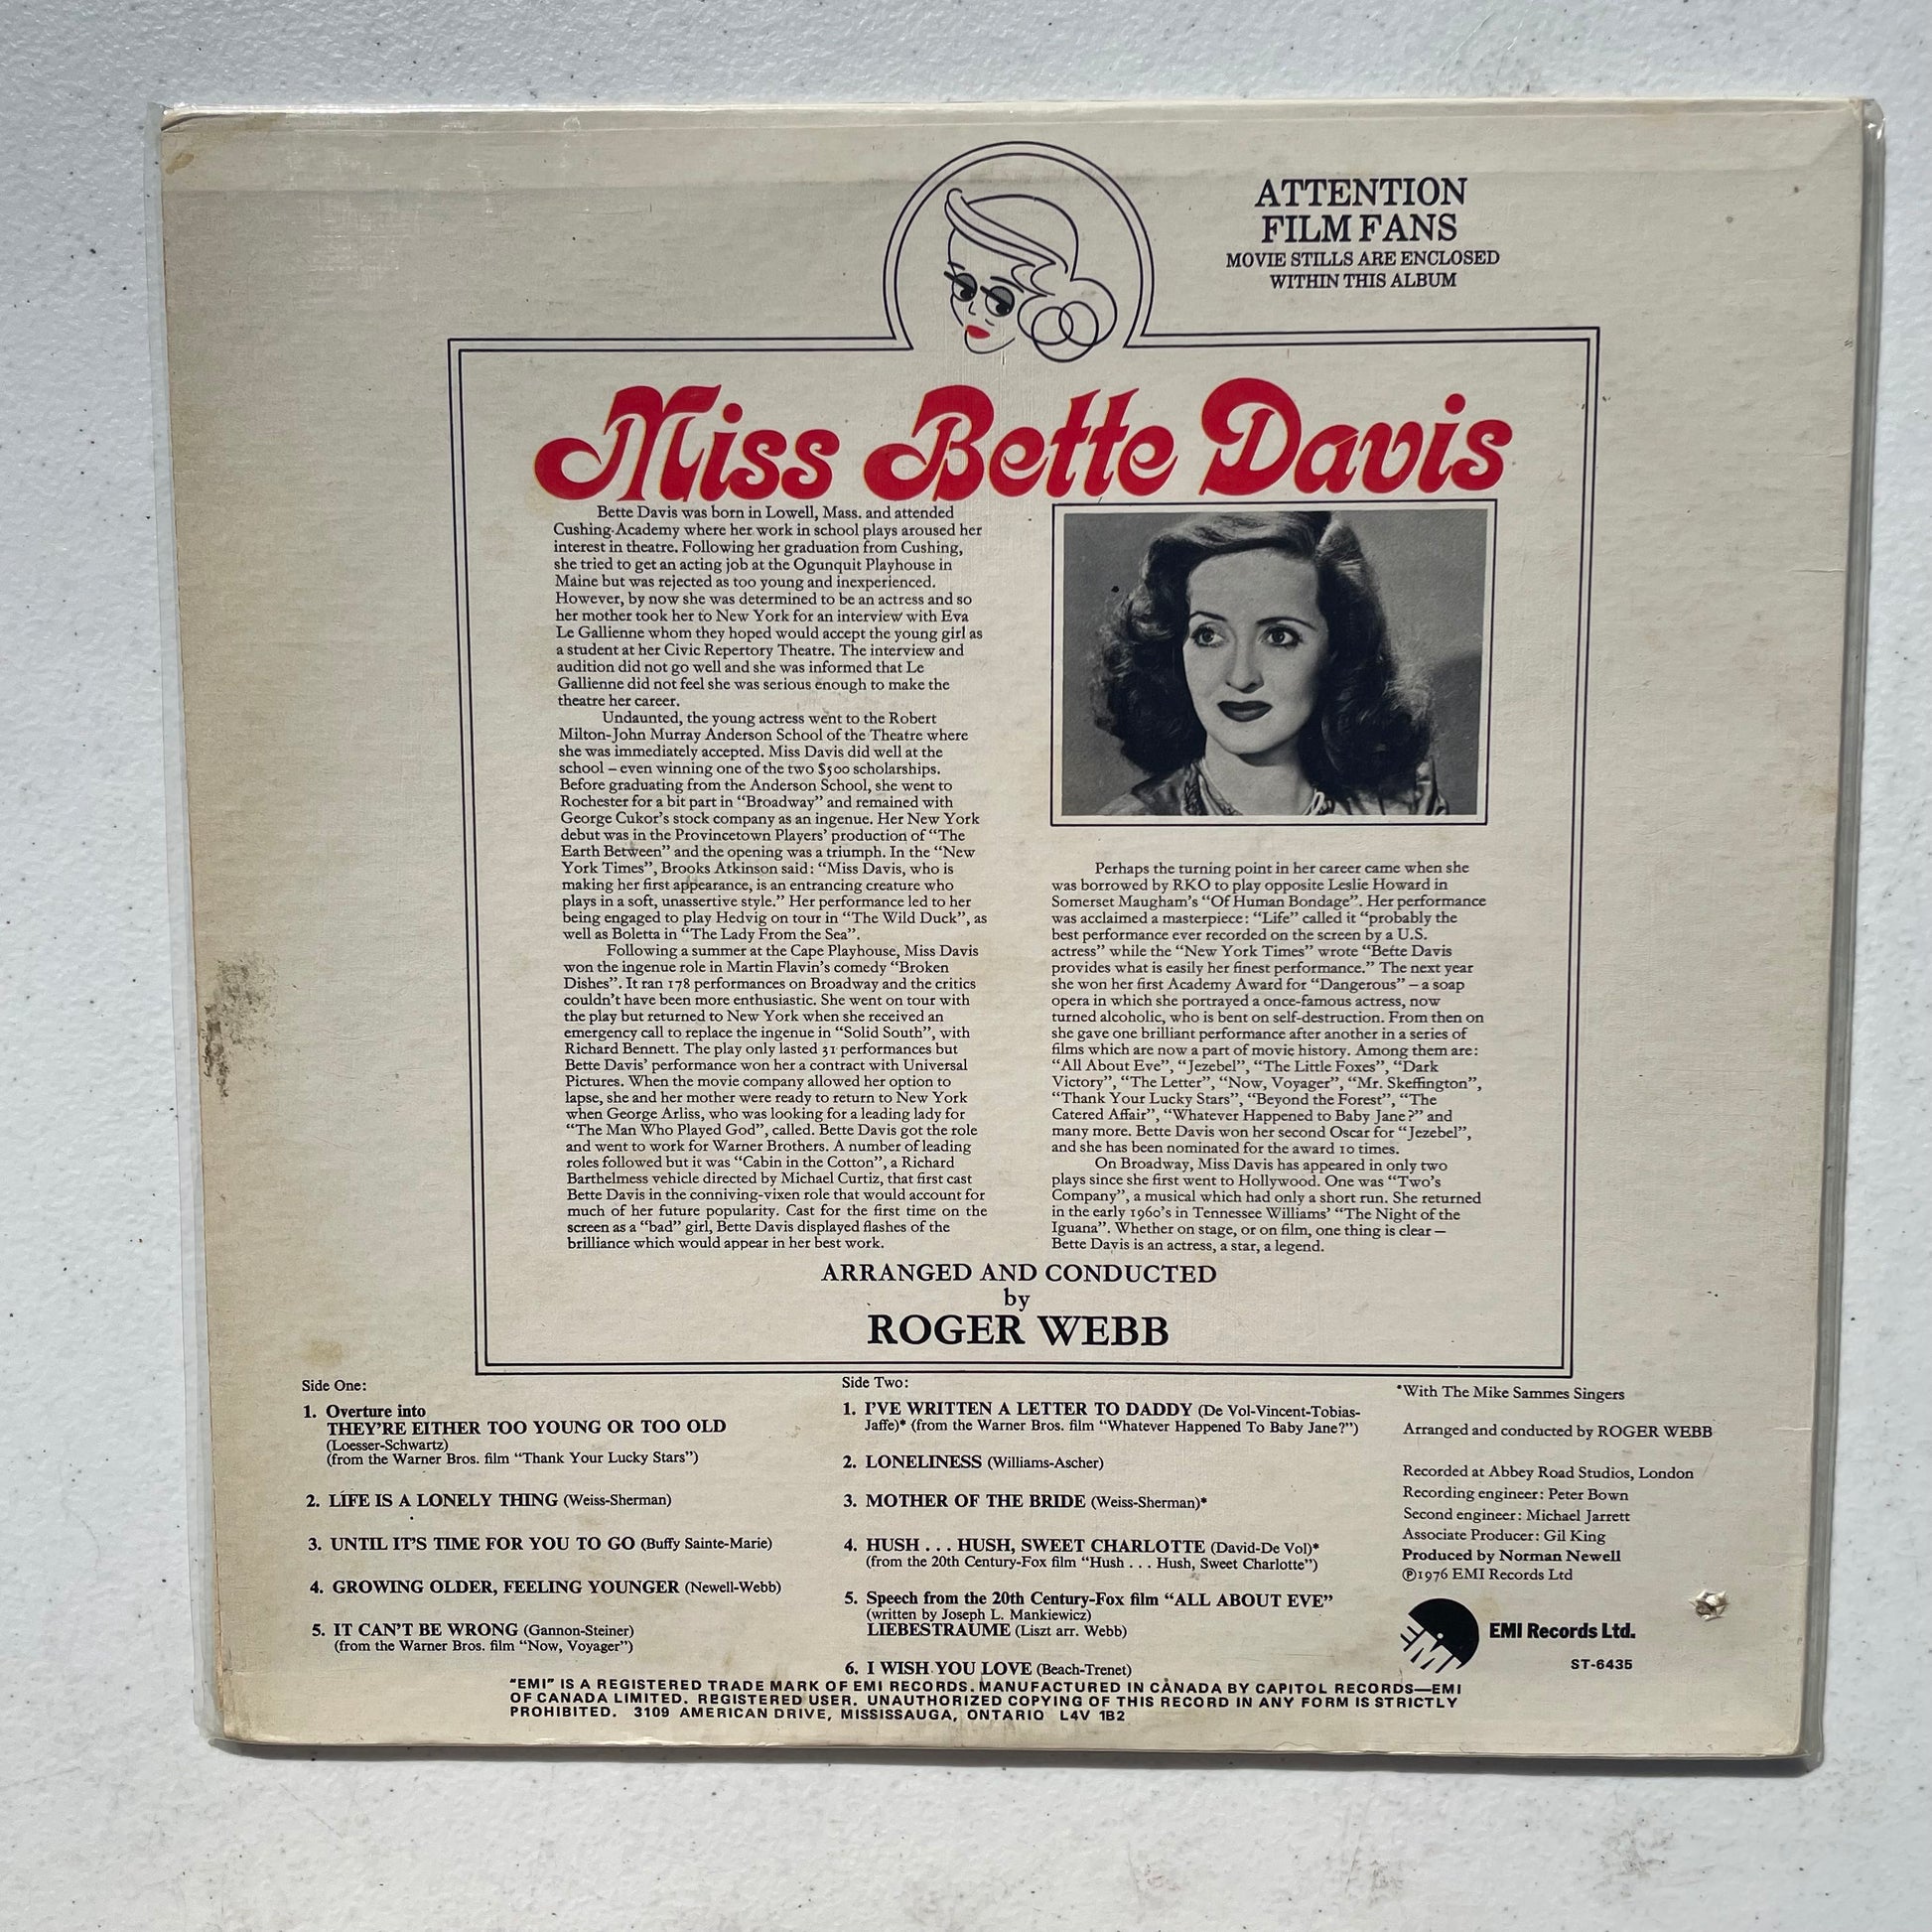 ATTENTION
FILM FANS
MOVIE STILLS ARE ENCLOSED
WITHIN THIS ALBUM
Miss Bette Davis
Bette Davis was born in Lowell, Mass. and attended
Cushing Academy where her work in school plays aroused her
interest in theatre. Following her graduation from Cushing,
she tried to get an acting job at the Ogunquit Playhouse in
Maine but was rejected as too young and inexperienced.
However, by now she was determined to be an actress and so
her mother took her to New York for an interview with Eva
Le Gallienne whom they hoped would accept the young girl as
a student at her Civic Repertory Theatre. The interview and
audition did not go well and she was informed that Le
Gallienne did not feel she was serious enough to make the
theatre her career.
Undaunted, the young actress went to the Robert
Milton-John Murray Anderson School of the Theatre where
she was immediately accepted. Miss Davis did well at the
school – even winning one of the two $500 scholarships.
Before graduating from the Anderson School, she went to
Rochester for a bit part in “Broadway” and remained with
George Cukor’s stock company as an ingenue. Her New York
debut was in the Provincetown Players’ production of “The
Earth Between” and the opening was a triumph. In the “New
York Times”, Brooks Atkinson said: “Miss Davis, who is
making her first appearance, is an entrancing creature who
plays in a soft, unassertive style.” Her performance led to her
being engaged to play Hedvig on tour in “The Wild Duck”, as
well as Boletta in “The Lady From the Sea”.
Following a summer at the Cape Playhouse, Miss Davis
won the ingenue role in Martin Flavin’s comedy “Broken
Dishes”. It ran 178 performances on Broadway and the critics
couldn’t have been more enthusiastic. She went on tour with
the play but returned to New York when she received an
emergency call to replace the ingenue in “Solid South”, with
Richard Bennett. The play only lasted 31 performances but
Bette Davis’ performance won her a contract with Universal
Pictures. When the movie company allowed her option to
lapse, she and her mother were ready to return to New York
when George Arliss, who was looking for a leading lady for
“The Man Who Played God”, called. Bette Davis got the role
and went to work for Warner Brothers. A number of leading
roles followed but it was “Cabin in the Cotton”, a Richard
Barthelmess vehicle directed by Michael Curtiz, that first cast
Bette Davis in the conniving-vixen role that would account for
much of her future popularity. Cast for the first time on the
screen as a “bad” girl, Bette Davis displayed flashes of the
brilliance which would appear in her best work.
Perhaps the turning point in her career came when she
was borrowed by RKO to play opposite Leslie Howard in
Somerset Maugham’s “Of Human Bondage”. Her performance
was acclaimed a masterpiece: “Life” called it “probably the
best performance ever recorded on the screen by a U.S.
actress” while the “New York Times” wrote “Bette Davis
provides what is easily her finest performance.” The next year
she won her first Academy Award for “Dangerous” – a soap
opera in which she portrayed a once-famous actress, now
turned alcoholic, who is bent on self-destruction. From then on
she gave one brilliant performance after another in a series of
films which are now a part of movie history. Among them are:
“All About Eve”, “Jezebel”, “The Little Foxes”, “Dark
Victory”, “The Letter”, “Now, Voyager”, “Mr. Skeffington”,
“Thank Your Lucky Stars”, “Beyond the Forest”, “The
Catered Affair”, “Whatever Happened to Baby Jane?” and
many more. Bette Davis won her second Oscar for “Jezebel”,
and she has been nominated for the award 10 times.
On Broadway, Miss Davis has appeared in only two
plays since she first went to Hollywood. One was “Two’s
Company”, a musical which had only a short run. She returned
in the early 1960’s in Tennessee Williams’ “The Night of the
Iguana”. Whether on stage, or on film, one thing is clear –
Bette Davis is an actress, a star, a legend.
ARRANGED AND CONDUCTED
by
ROGER WEBB
Side One:
1. Overture into
THEY’RE EITHER TOO YOUNG OR TOO OLD
(Loesser-Schwartz)
(from the Warner Bros. film “Thank Your Lucky Stars”)
2. LIFE IS A LONELY THING (Weiss-Sherman)
3. UNTIL IT’S TIME FOR YOU TO GO (Buffy Sainte-Marie)
4. GROWING OLDER, FEELING YOUNGER (Newell-Webb)
5. IT CAN’T BE WRONG (Gannon-Steiner)
(from the Warner Bros. film “Now, Voyager”)
Side Two:
1. I’VE WRITTEN A LETTER TO DADDY (De Vol-Vincent-Tobias-
Jaffe)* (from the Warner Bros. film “Whatever Happened To Baby Jane?”)
2. LONELINESS (Williams-Ascher)
3. MOTHER OF THE BRIDE (Weiss-Sherman)*
4. HUSH . . . HUSH, SWEET CHARLOTTE (David-De Vol)*
(from the 20th Century-Fox film “Hush . . . Hush, Sweet Charlotte”)
5. Speech from the 20th Century-Fox film “ALL ABOUT EVE”
(written by Joseph L. Mankiewicz)
LIEBESTRAUME (Liszt arr. Webb)
6. I WISH YOU LOVE (Beach-Trenet)
*With The Mike Sammes Singers
Arranged and conducted by ROGER WEBB
Recorded at Abbey Road Studios, London
Recording engineer: Peter Bown
Second engineer: Michael Jarrett
Associate Producer: Gil King
Produced by Norman Newell
℗1976 EMI Records Ltd
EMI
EMI Records Ltd.
ST-6435
“EMI” IS A REGISTERED TRADE MARK OF EMI RECORDS. MANUFACTURED IN CANADA BY CAPITOL RECORDS—EMI
OF CANADA LIMITED. REGISTERED USER. UNAUTHORIZED COPYING OF THIS RECORD IN ANY FORM IS STRICTLY
PROHIBITED. 3109 AMERICAN DRIVE, MISSISSAUGA, ONTARIO L4V 1B2